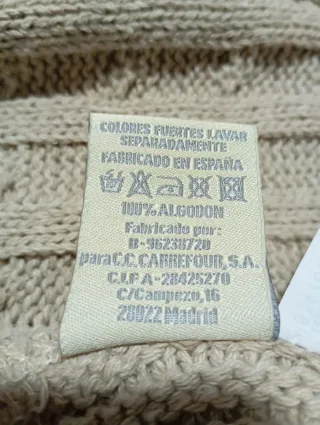 COLORES FUERTES LAVAR
SEPARADAMENTE
FABRICADO EN ESPAÑA
100% ALGODON
Fabricado por:
B-96238720
para C.C. CARREFOUR, S.A.
C.I.F A-28425270
C/Campezo, 16
28022 Madrid